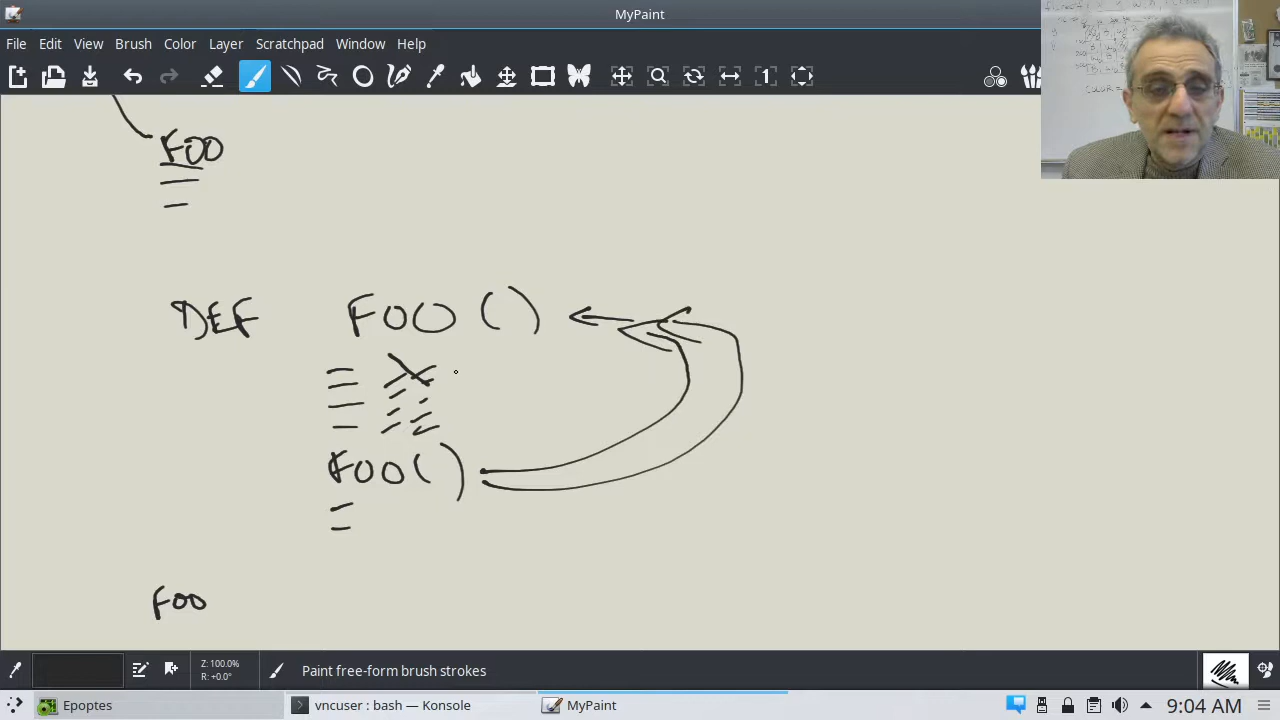 MyPaint
File Edit View Brush Color Layer Scratchpad Window Help
FOO
DEF FOO ()
FOO()
FOO
Z: 100.0%
R: +0.0°
Paint free-form brush strokes
Epoptes
vncuser : bash — Konsole
MyPaint
9:04 AM